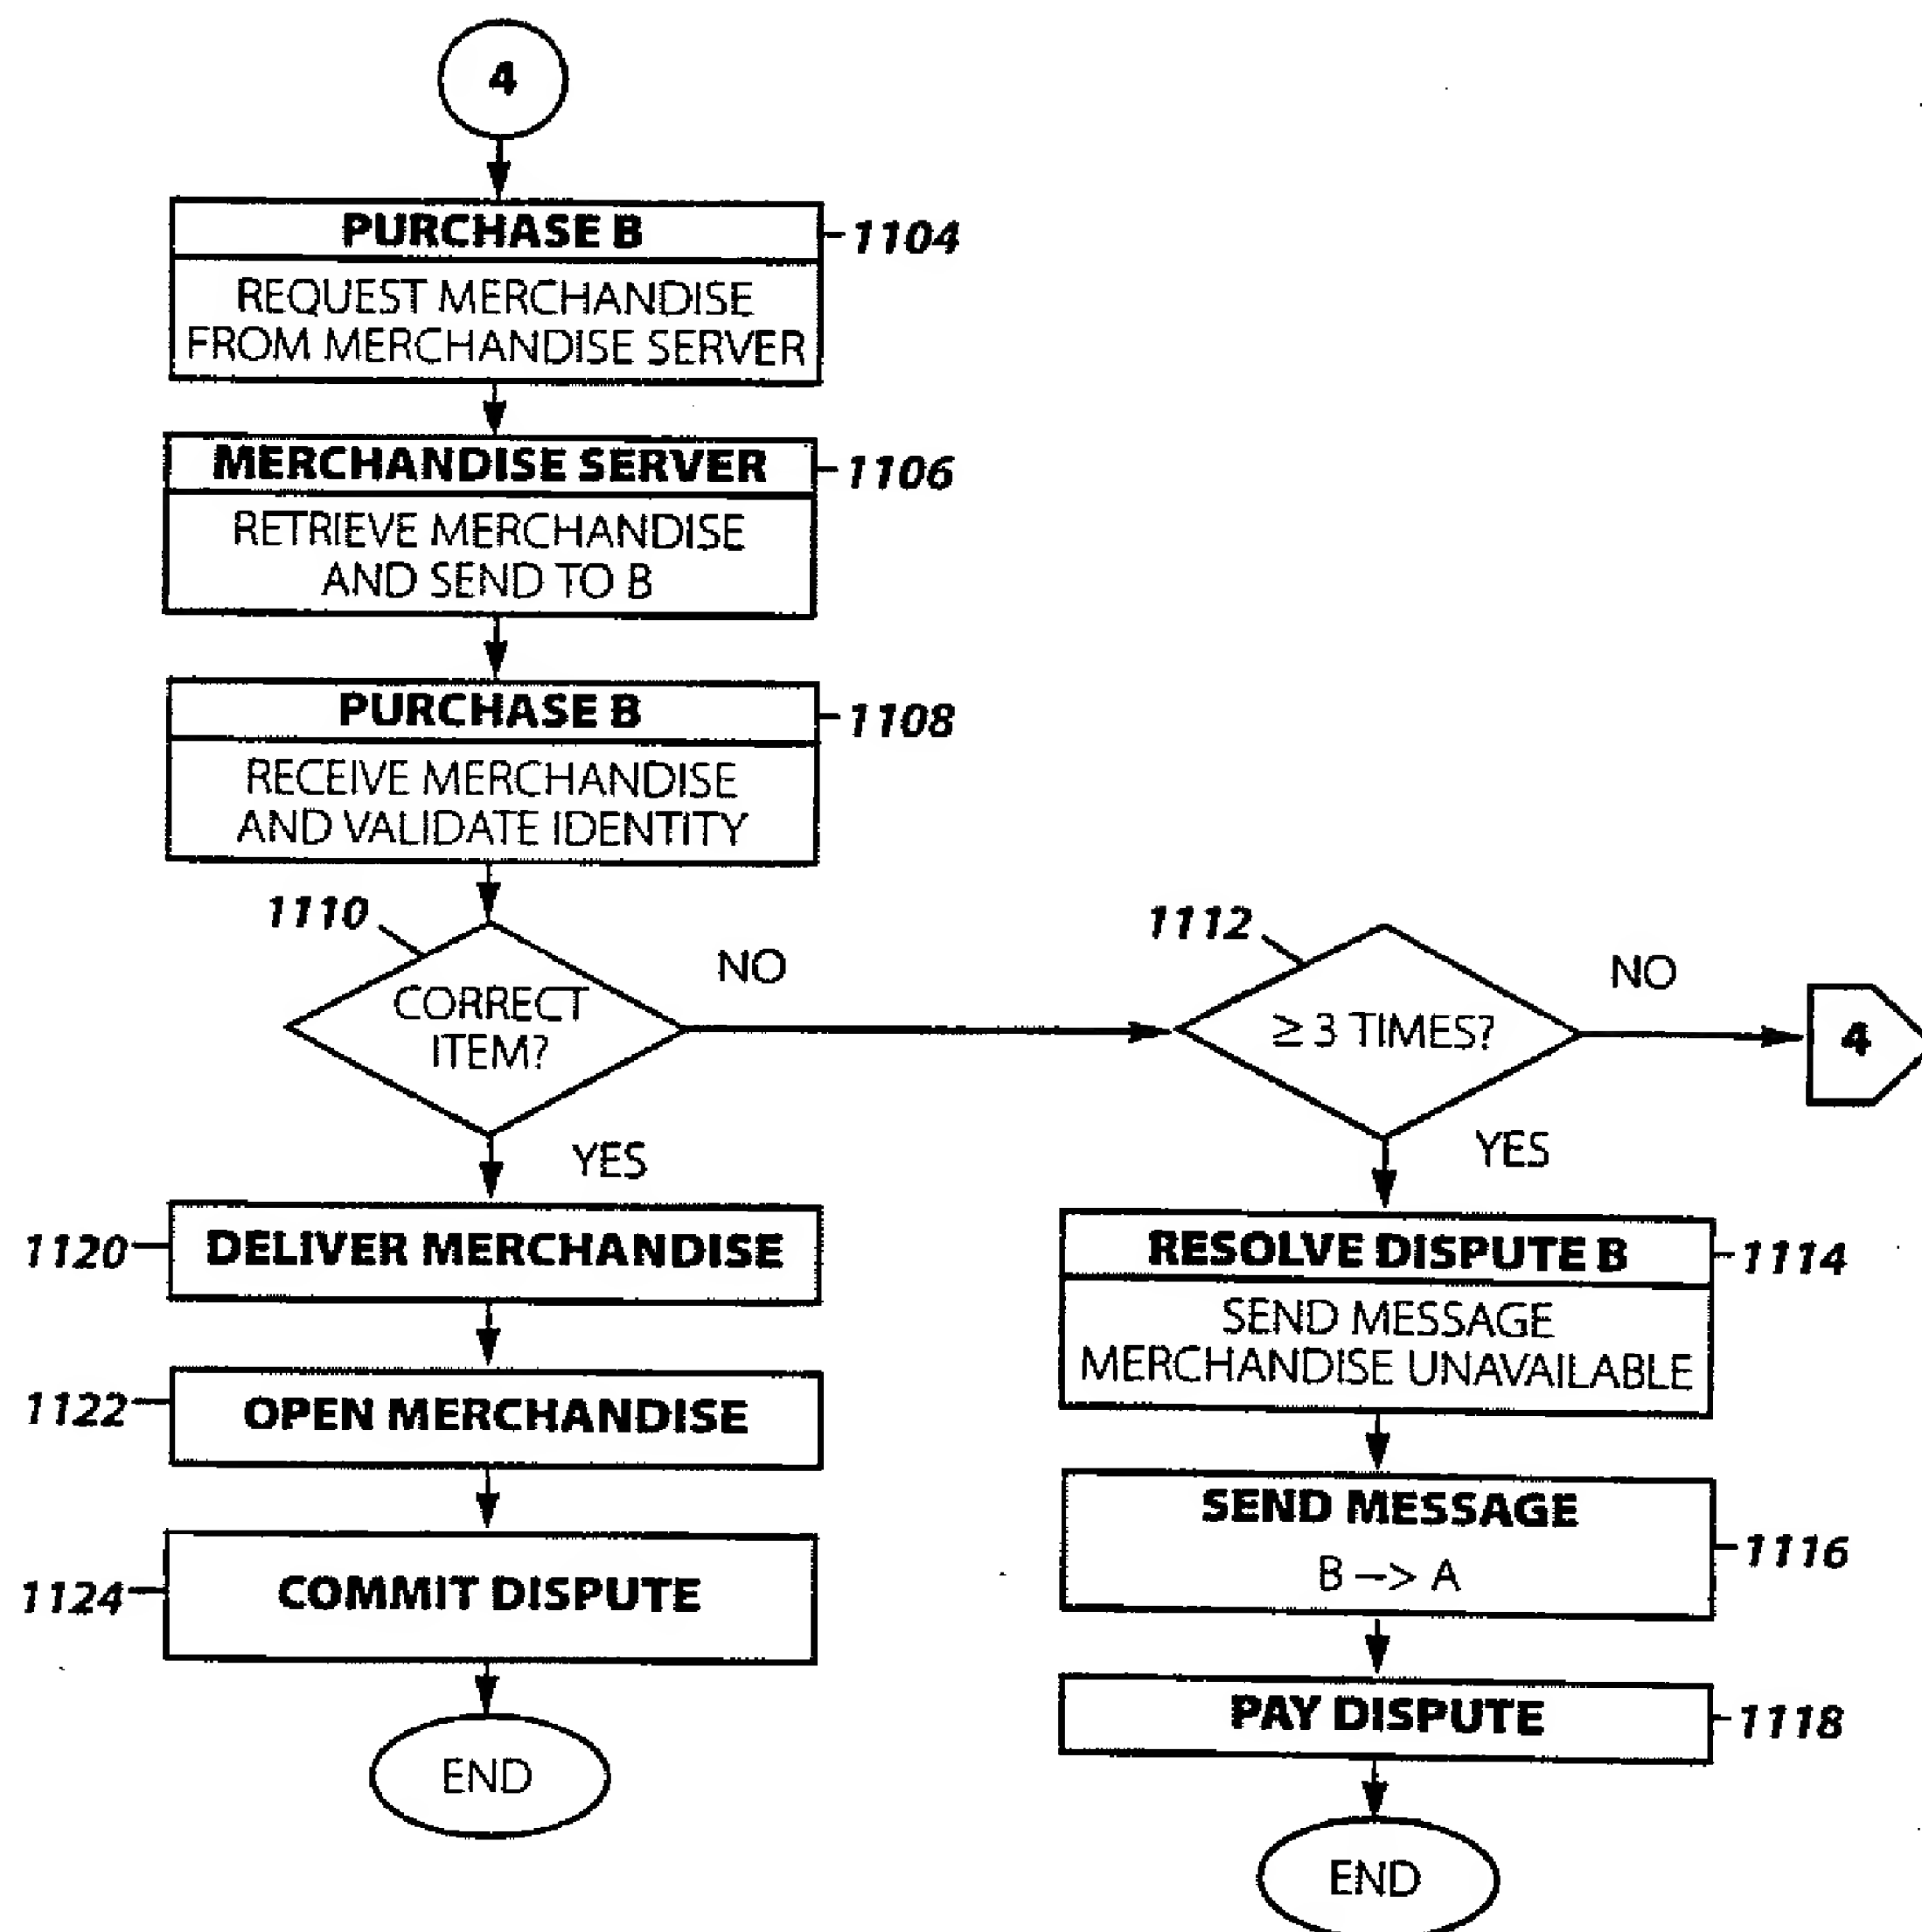 4
PURCHASE B
1104
REQUEST MERCHANDISE
FROM MERCHANDISE SERVER
MERCHANDISE SERVER
1106
RETRIEVE MERCHANDISE
AND SEND TO B
PURCHASE B
1108
RECEIVE MERCHANDISE
AND VALIDATE IDENTITY
1110
CORRECT
ITEM?
NO
1112
≥ 3 TIMES?
NO
4
YES
YES
1120
DELIVER MERCHANDISE
1122
OPEN MERCHANDISE
1124
COMMIT DISPUTE
END
RESOLVE DISPUTE B
1114
SEND MESSAGE
MERCHANDISE UNAVAILABLE
SEND MESSAGE
B —> A
1116
PAY DISPUTE
1118
END